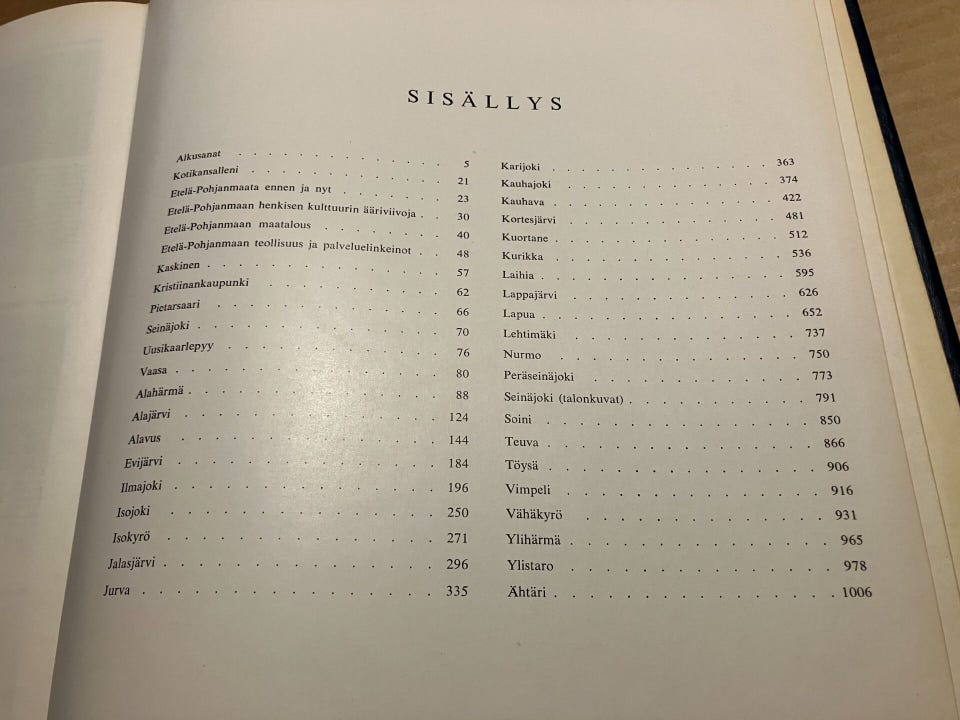 SISÄLLYS
Alkusanat . . . . . . . . . . . . 5
Kotikansalleni . . . . . . . . . . . 21
Etelä-Pohjanmaata ennen ja nyt . . . . . . 23
Etelä-Pohjanmaan henkisen kulttuurin ääriviivoja . . 30
Etelä-Pohjanmaan maatalous . . . . . . . 40
Etelä-Pohjanmaan teollisuus ja palveluelinkeinot . . 48
Kaskinen . . . . . . . . . . . . . 57
Kristiinankaupunki . . . . . . . . . . 62
Pietarsaari . . . . . . . . . . . . 66
Seinäjoki . . . . . . . . . . . . . 70
Uusikaarlepyy . . . . . . . . . . . . 76
Vaasa . . . . . . . . . . . . . . 80
Alahärmä . . . . . . . . . . . . . 88
Alajärvi . . . . . . . . . . . . . 124
Alavus . . . . . . . . . . . . . . 144
Evijärvi . . . . . . . . . . . . . 184
Ilmajoki . . . . . . . . . . . . . 196
Isojoki . . . . . . . . . . . . . . 250
Isokyrö . . . . . . . . . . . . . . 271
Jalasjärvi . . . . . . . . . . . . . 296
Jurva . . . . . . . . . . . . . . 335
Karijoki . . . . . . . . . . . . . 363
Kauhajoki . . . . . . . . . . . . . 374
Kauhava . . . . . . . . . . . . . . 422
Kortesjärvi . . . . . . . . . . . . 481
Kuortane . . . . . . . . . . . . . 512
Kurikka . . . . . . . . . . . . . . 536
Laihia . . . . . . . . . . . . . . 595
Lappajärvi . . . . . . . . . . . . . 626
Lapua . . . . . . . . . . . . . . 652
Lehtimäki . . . . . . . . . . . . . 737
Nurmo . . . . . . . . . . . . . . 750
Peräseinäjoki . . . . . . . . . . . . 773
Seinäjoki (talonkuvat) . . . . . . . . . 791
Soini . . . . . . . . . . . . . . 850
Teuva . . . . . . . . . . . . . . 866
Töysä . . . . . . . . . . . . . . 906
Vimpeli . . . . . . . . . . . . . . 916
Vähäkyrö . . . . . . . . . . . . . 931
Ylihärmä . . . . . . . . . . . . . 965
Ylistaro . . . . . . . . . . . . . 978
Ähtäri . . . . . . . . . . . . . . 1006